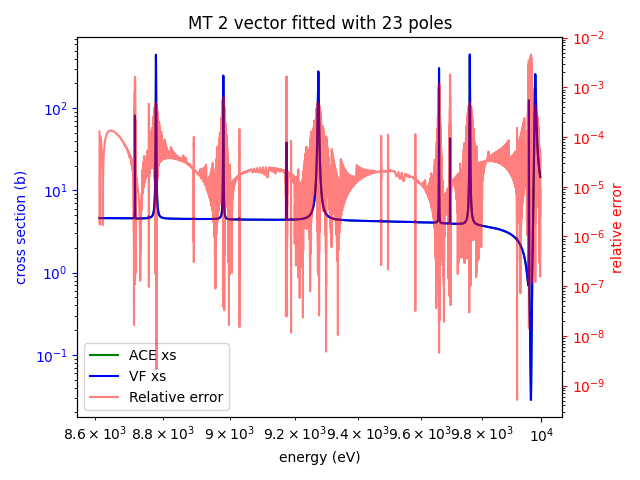 MT 2 vector fitted with 23 poles
cross section (b)
10²
10¹
10⁰
10⁻¹
10⁻²
10⁻³
10⁻⁴
10⁻⁵
10⁻⁶
10⁻⁷
10⁻⁸
10⁻⁹
relative error
ACE xs
VF xs
Relative error
8.6 × 10³ 8.8 × 10³ 9 × 10³ 9.2 × 10³ 9.4 × 10³ 9.6 × 10³ 9.8 × 10³ 10⁴
energy (eV)